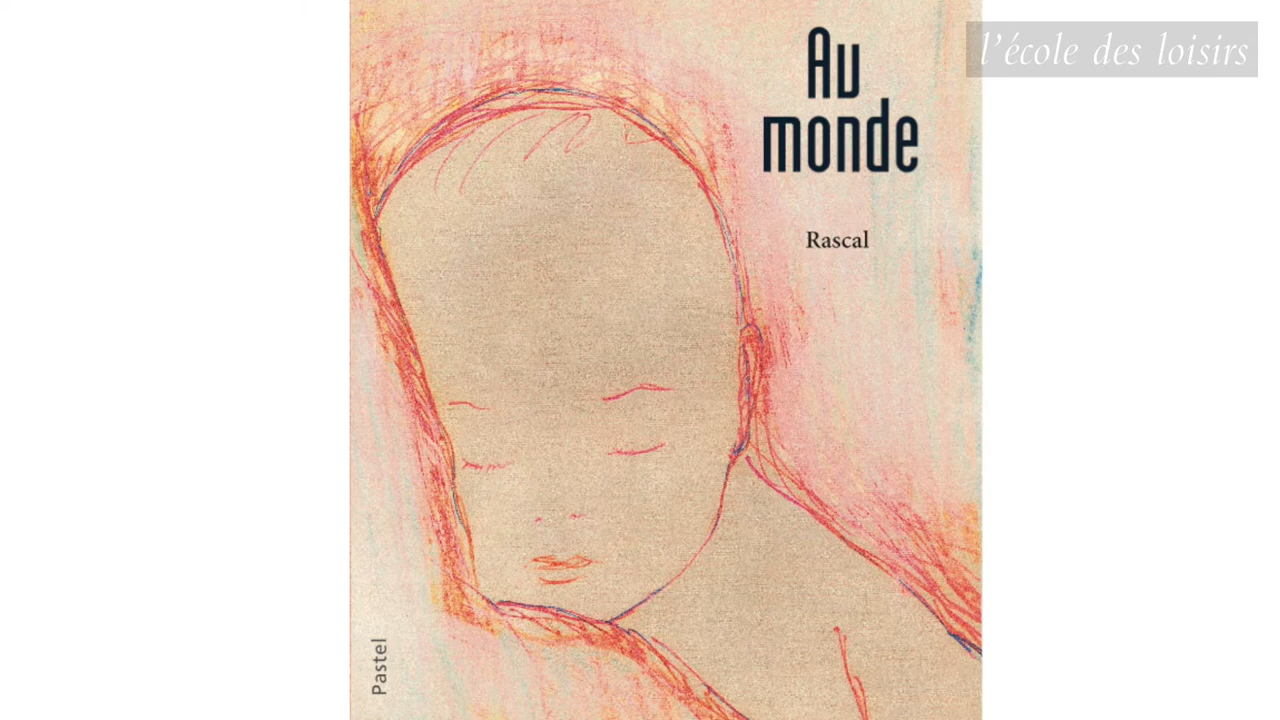 l'école des loisirs
Au
monde
Rascal
Pastel